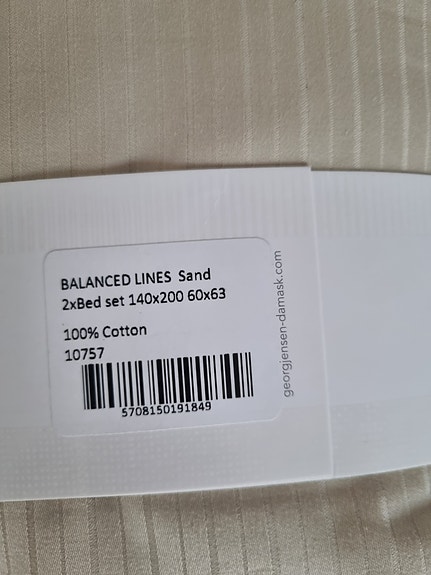 BALANCED LINES Sand
2xBed set 140x200 60x63
100% Cotton
10757
5708150191849
georgjensen-damask.com